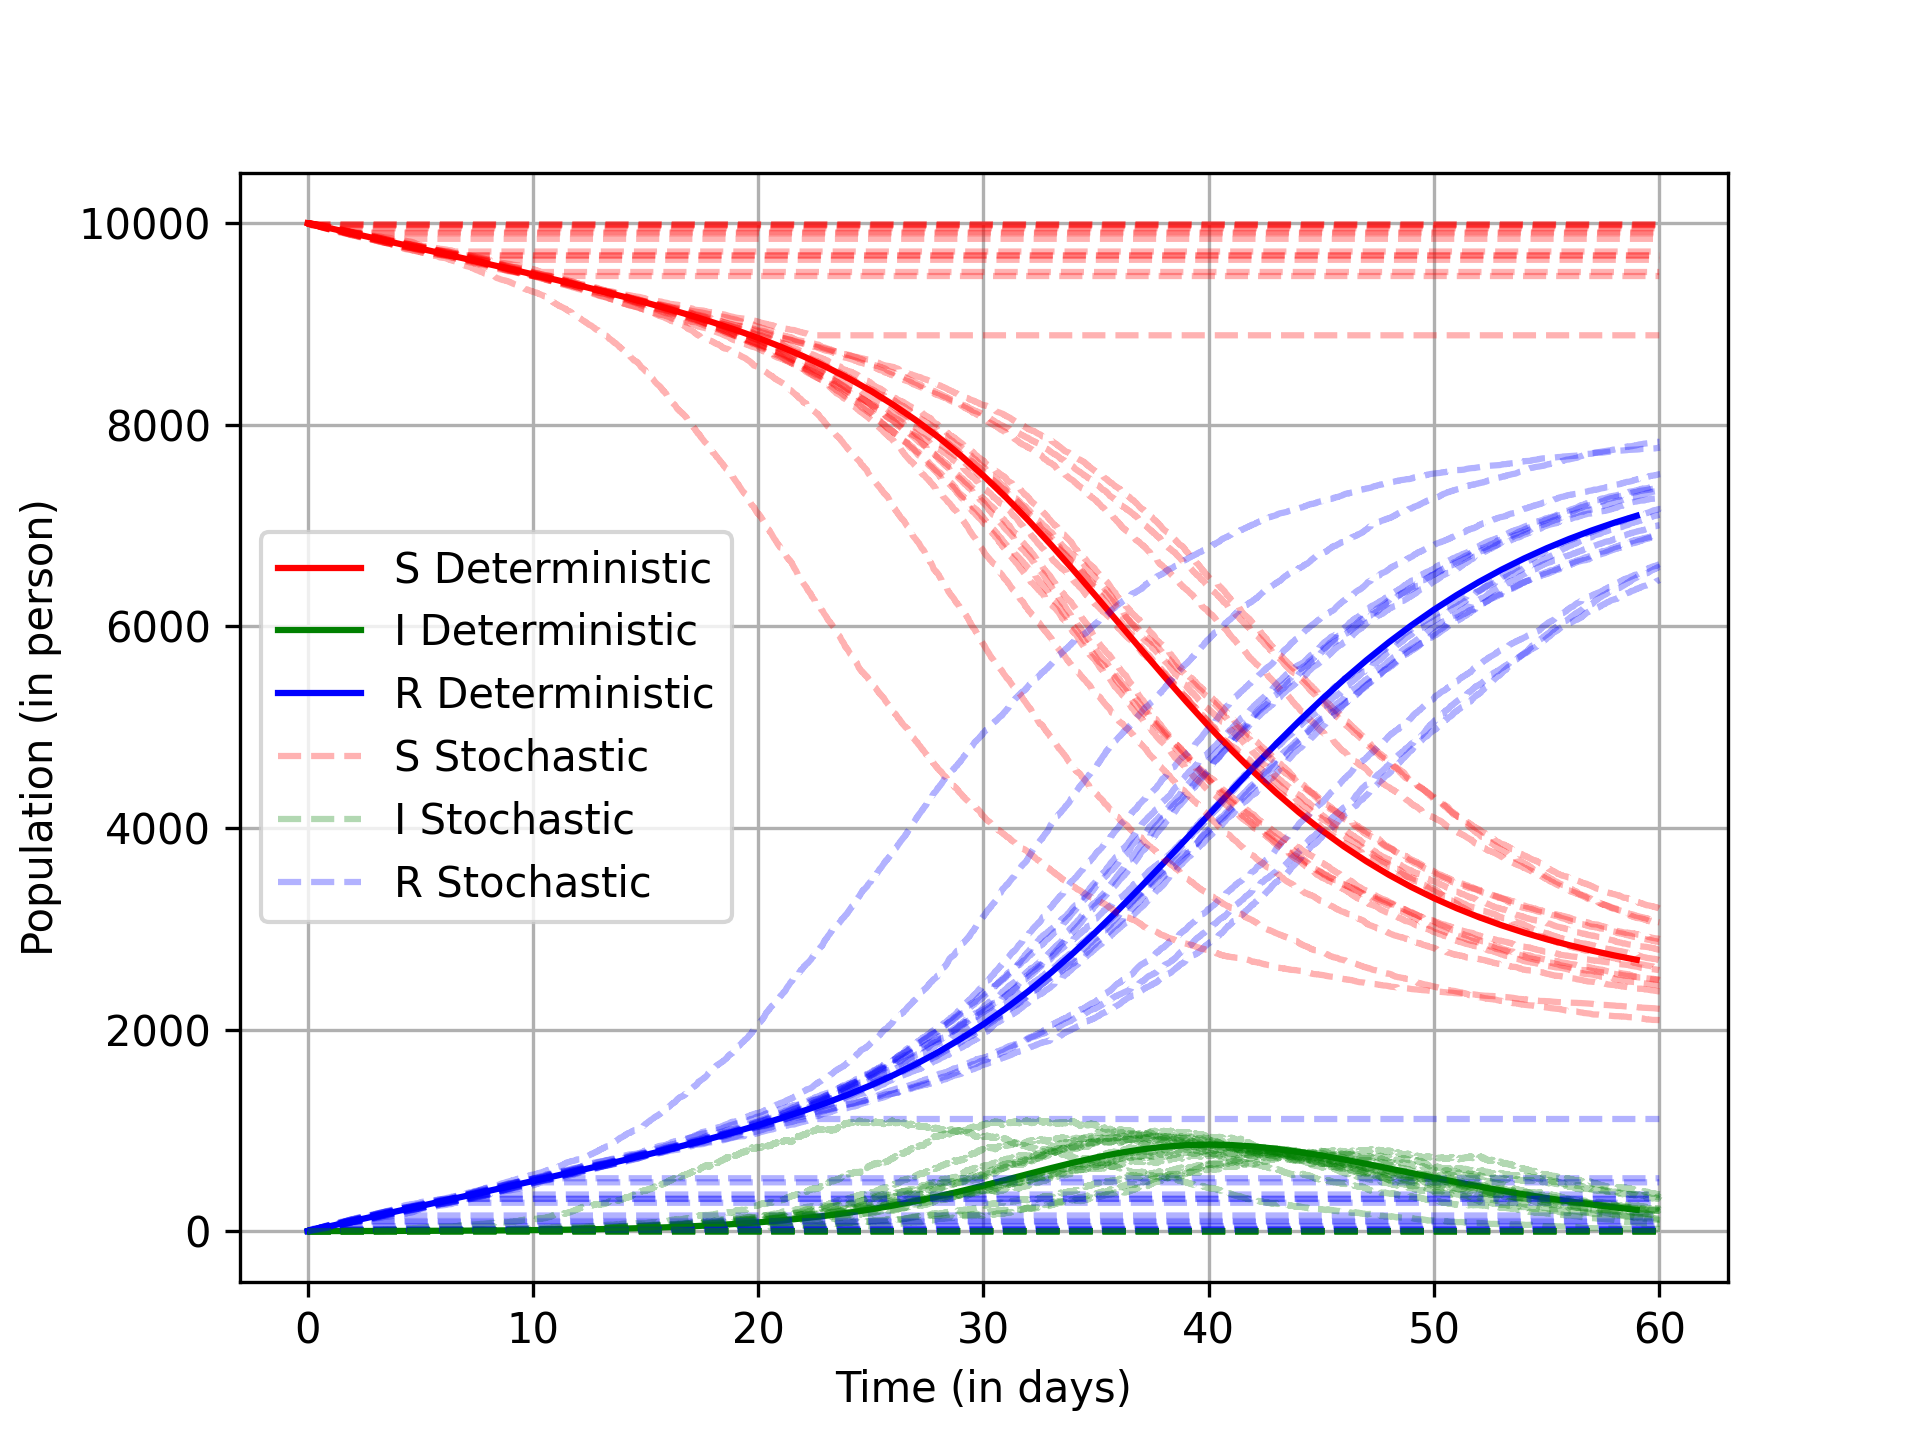 10000
8000
6000
4000
2000
0
Population (in person)
S Deterministic
I Deterministic
R Deterministic
S Stochastic
I Stochastic
R Stochastic
0 10 20 30 40 50 60
Time (in days)